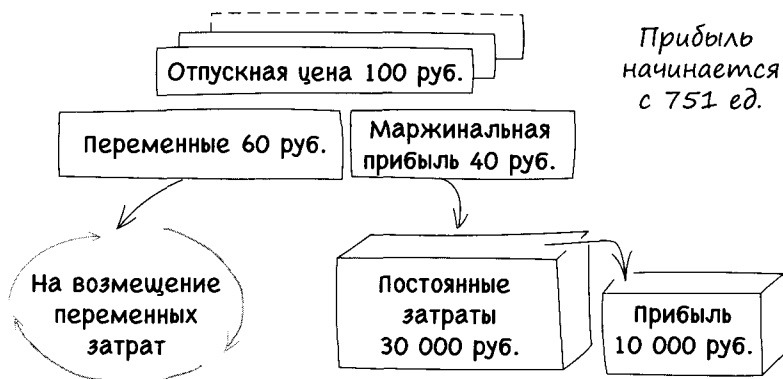 Отпускная цена 100 руб.
Прибыль
начинается
с 751 ед.
Переменные 60 руб.
Маржинальная
прибыль 40 руб.
На возмещение
переменных
затрат
Постоянные
затраты
30 000 руб.
Прибыль
10 000 руб.